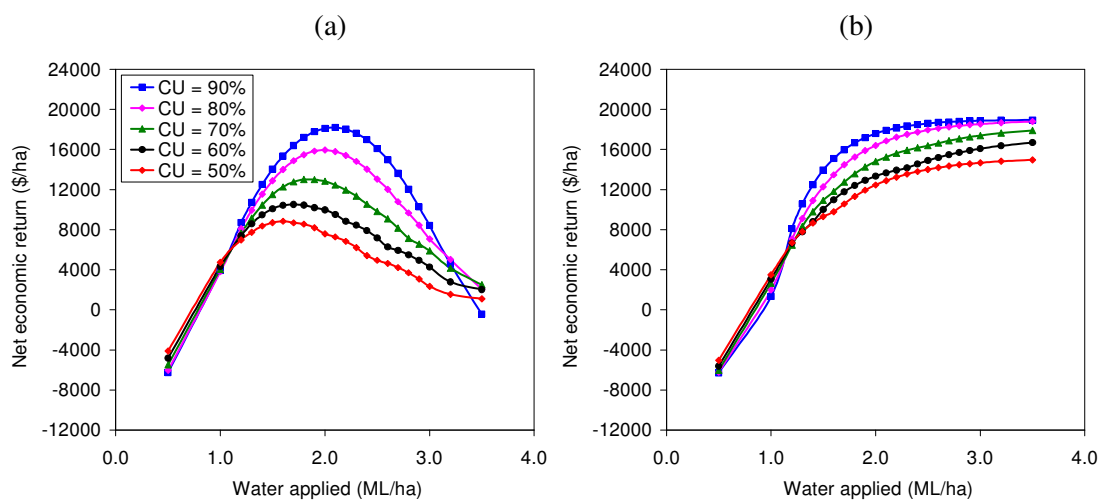 (a)
(b)
24000
20000
16000
12000
8000
4000
0
-4000
-8000
-12000
Net economic return ($/ha)
CU = 90%
CU = 80%
CU = 70%
CU = 60%
CU = 50%
0.0 1.0 2.0 3.0 4.0
Water applied (ML/ha)
24000
20000
16000
12000
8000
4000
0
-4000
-8000
-12000
Net economic return ($/ha)
0.0 1.0 2.0 3.0 4.0
Water applied (ML/ha)